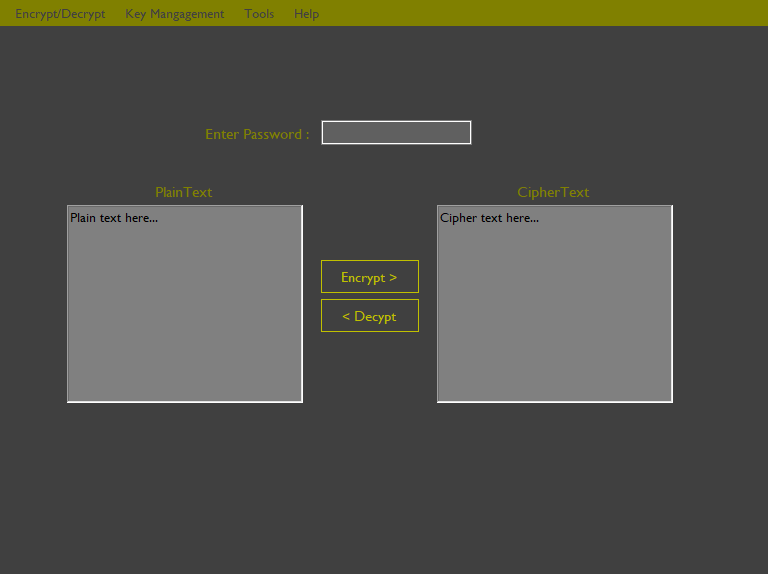 Encrypt/Decrypt Key Mangagement Tools Help
Enter Password :
PlainText
CipherText
Plain text here...
Cipher text here...
Encrypt >
< Decypt